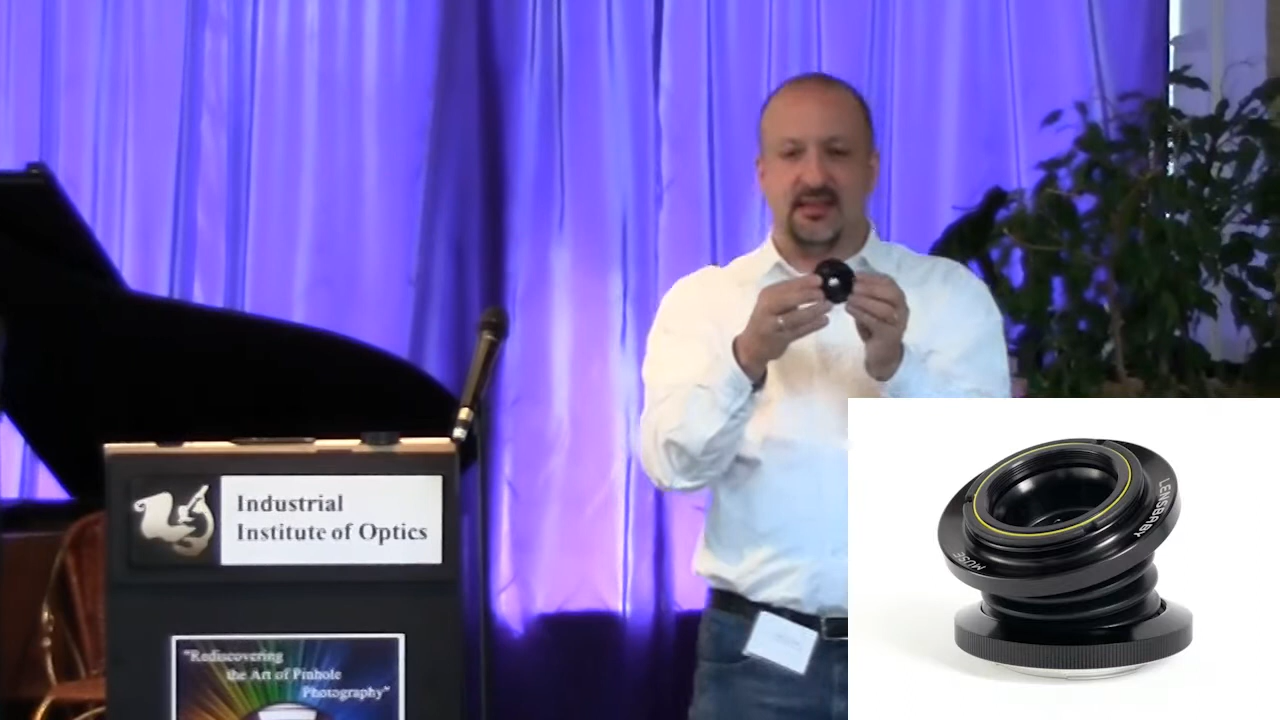 Industrial
Institute of Optics
"Rediscovering
the Art of Pinhole
Photography"
LENSBABY
MUSE